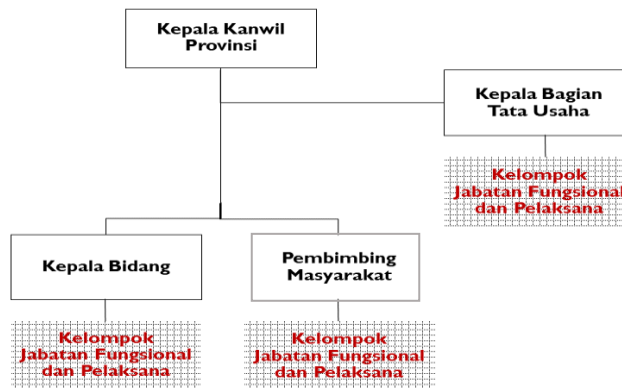 Kepala Kanwil
Provinsi
Kepala Bagian
Tata Usaha
Kelompok
Jabatan Fungsional
dan Pelaksana
Kepala Bidang
Pembimbing
Masyarakat
Kelompok
Jabatan Fungsional
dan Pelaksana
Kelompok
Jabatan Fungsional
dan Pelaksana